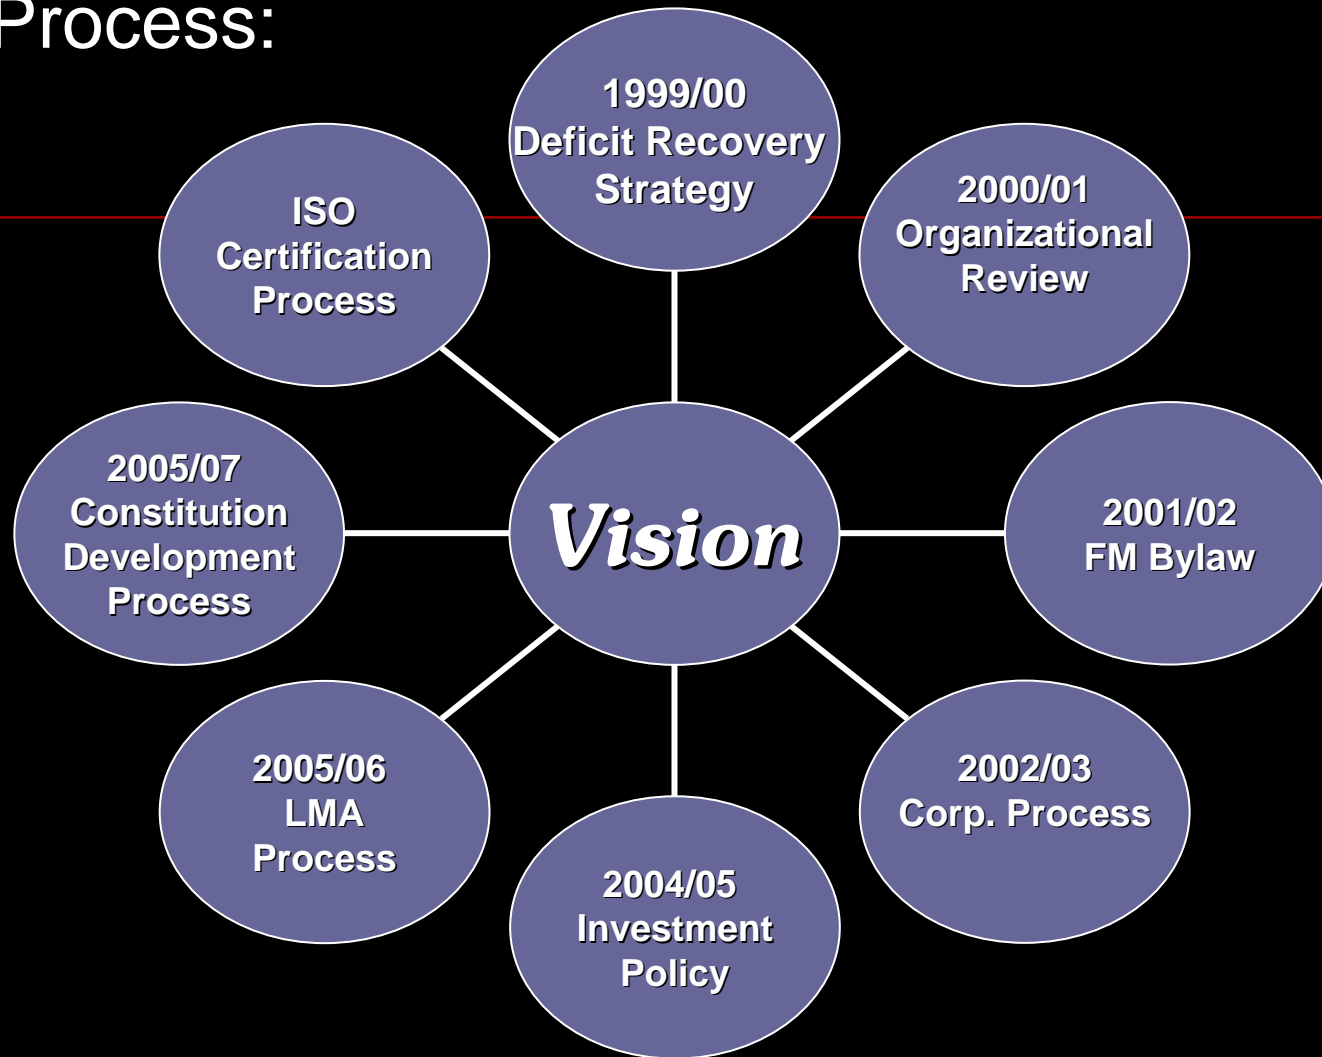 Process:
1999/00
Deficit Recovery
Strategy
2000/01
Organizational
Review
2001/02
FM Bylaw
2002/03
Corp. Process
2004/05
Investment
Policy
2005/06
LMA
Process
2005/07
Constitution
Development
Process
ISO
Certification
Process
Vision